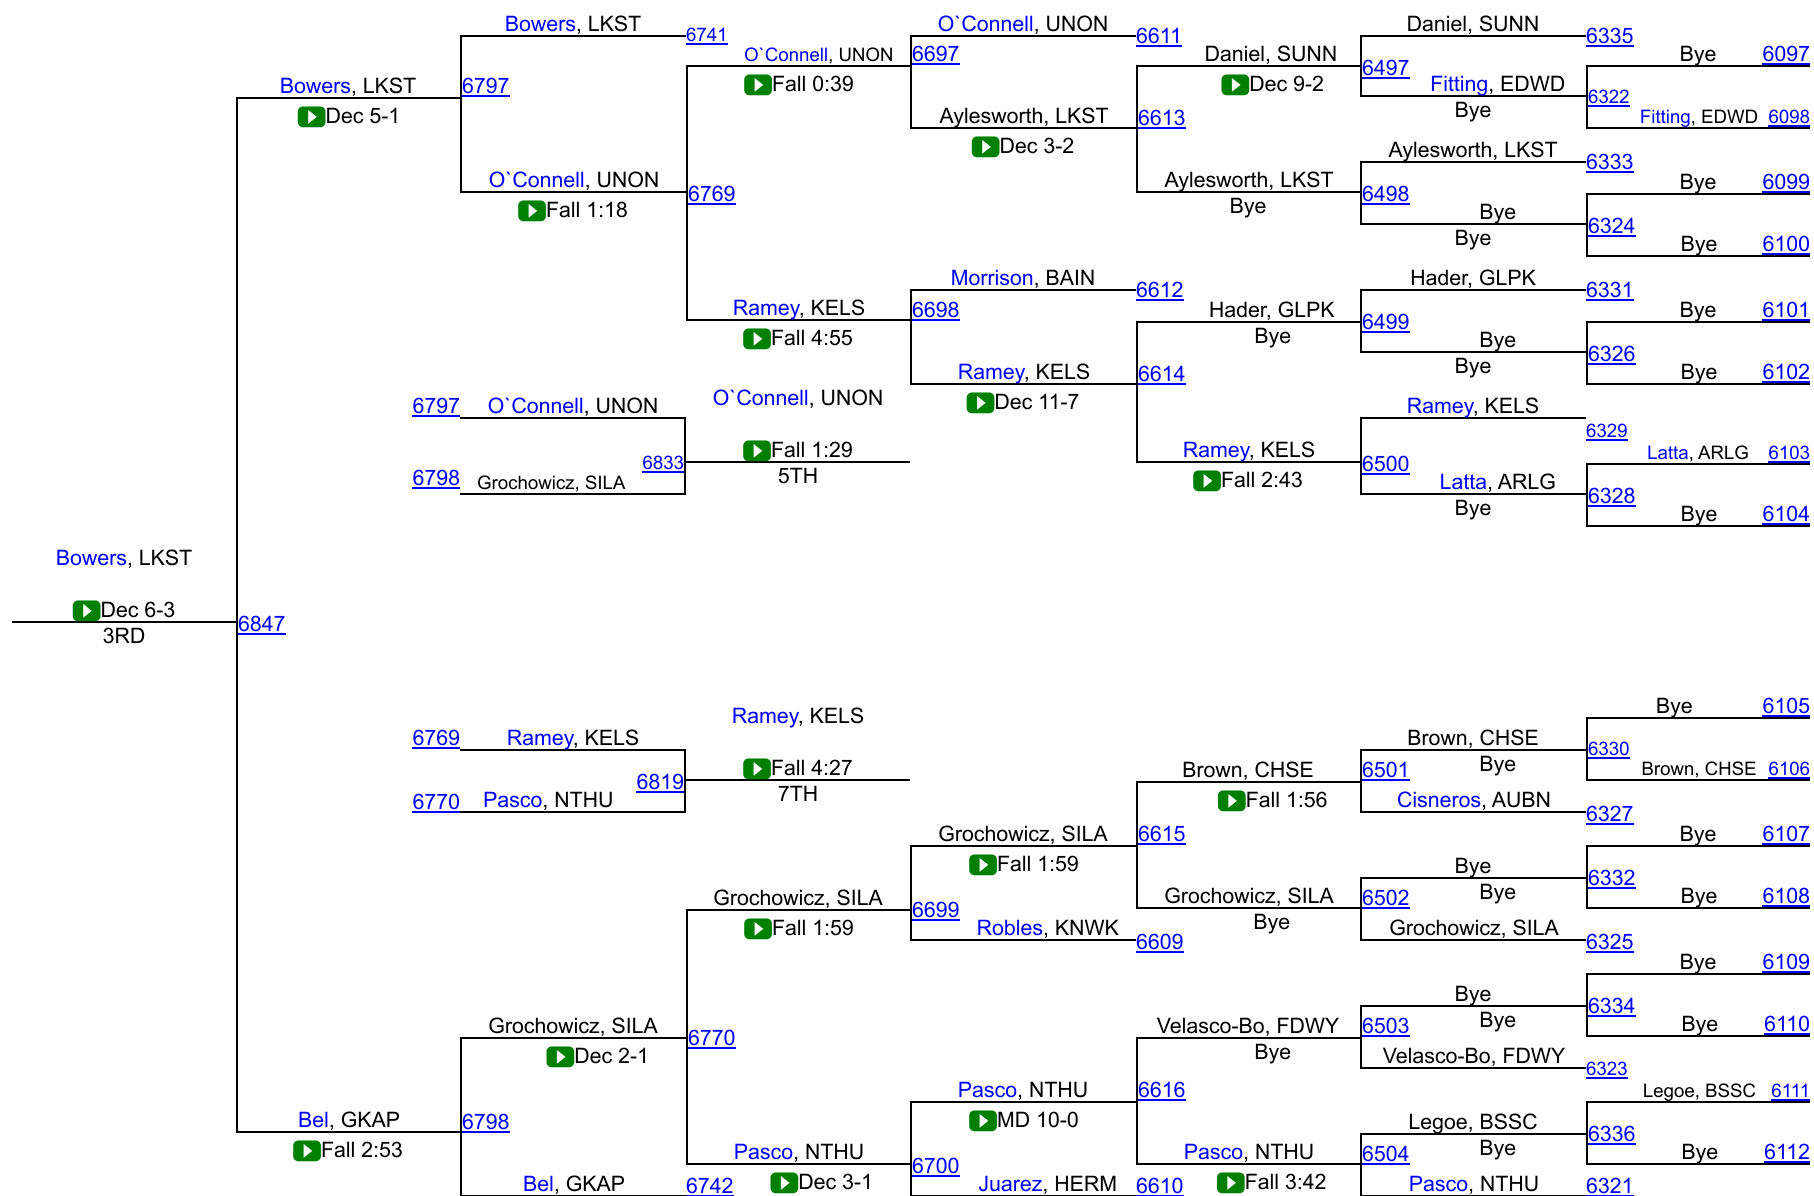 Bowers, LKST
6741
O`Connell, UNON
6611
Daniel, SUNN
6335
Bye 6097
O`Connell, UNON
6697
Fall 0:39
Daniel, SUNN
Dec 9-2
6497
Fitting, EDWD
Bye
6322
Fitting, EDWD 6098
Bowers, LKST
Dec 5-1
6797
Aylesworth, LKST
Dec 3-2
6613
Aylesworth, LKST
6333
Bye 6099
O`Connell, UNON
Fall 1:18
6769
Aylesworth, LKST
Bye
6498
Bye
Bye
6324
Bye 6100
Morrison, BAIN
6612
Hader, GLPK
6331
Bye 6101
Ramey, KELS
Fall 4:55
6698
Hader, GLPK
Bye
6499
Bye
Bye
6326
Bye 6102
Ramey, KELS
Dec 11-7
6614
6797 O`Connell, UNON
O`Connell, UNON
Ramey, KELS
6329
Latta, ARLG 6103
6833
Fall 1:29
5TH
6798 Grochowicz, SILA
Ramey, KELS
Fall 2:43
6500
Latta, ARLG
Bye
6328
Bye 6104
Bowers, LKST
Dec 6-3
3RD
6847
Ramey, KELS
Bye 6105
6769 Ramey, KELS
Brown, CHSE
Bye
6330
Brown, CHSE 6106
6819
Fall 4:27
7TH
6770 Pasco, NTHU
Brown, CHSE
Fall 1:56
6501
Cisneros, AUBN
6327
Bye 6107
Grochowicz, SILA
Fall 1:59
6615
Bye
Bye
6332
Bye 6108
Grochowicz, SILA
Fall 1:59
6699
Grochowicz, SILA
Bye
6502
Robles, KNWK
6609
Grochowicz, SILA
6325
Bye 6109
Grochowicz, SILA
Dec 2-1
6770
Velasco-Bo, FDWY
Bye
6503
Bye
Bye
6334
Bye 6110
Velasco-Bo, FDWY
6323
Legoe, BSSC 6111
Pasco, NTHU
MD 10-0
6616
Bel, GKAP
Fall 2:53
6798
Legoe, BSSC
Bye
6336
Bye 6112
Pasco, NTHU
Dec 3-1
6700
Pasco, NTHU
Fall 3:42
6504
Bel, GKAP
6742
Juarez, HERM
6610
Pasco, NTHU
6321